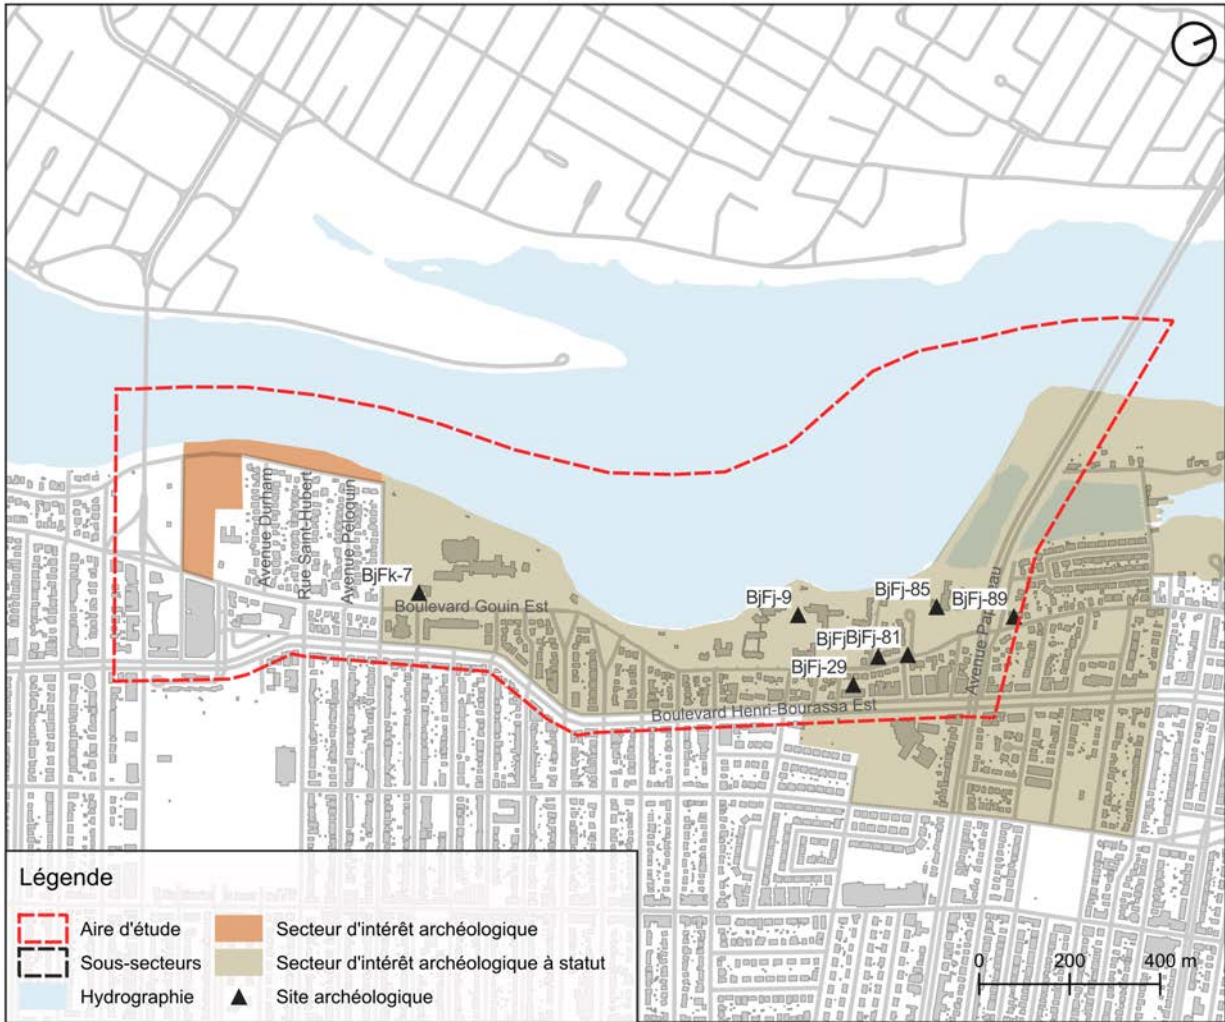 Avenue Durham
Rue Saint-Hubert
Avenue Peloquin
BjFk-7
Boulevard Gouin Est
BjFj-9
BjFj-85
BjFj-89
BjFj-81
BjFj-29
Avenue
Boulevard Henri-Bourassa Est
Légende
Aire d'étude
Sous-secteurs
Hydrographie
Secteur d'intérêt archéologique
Secteur d'intérêt archéologique à statut
Site archéologique
0 200 400 m